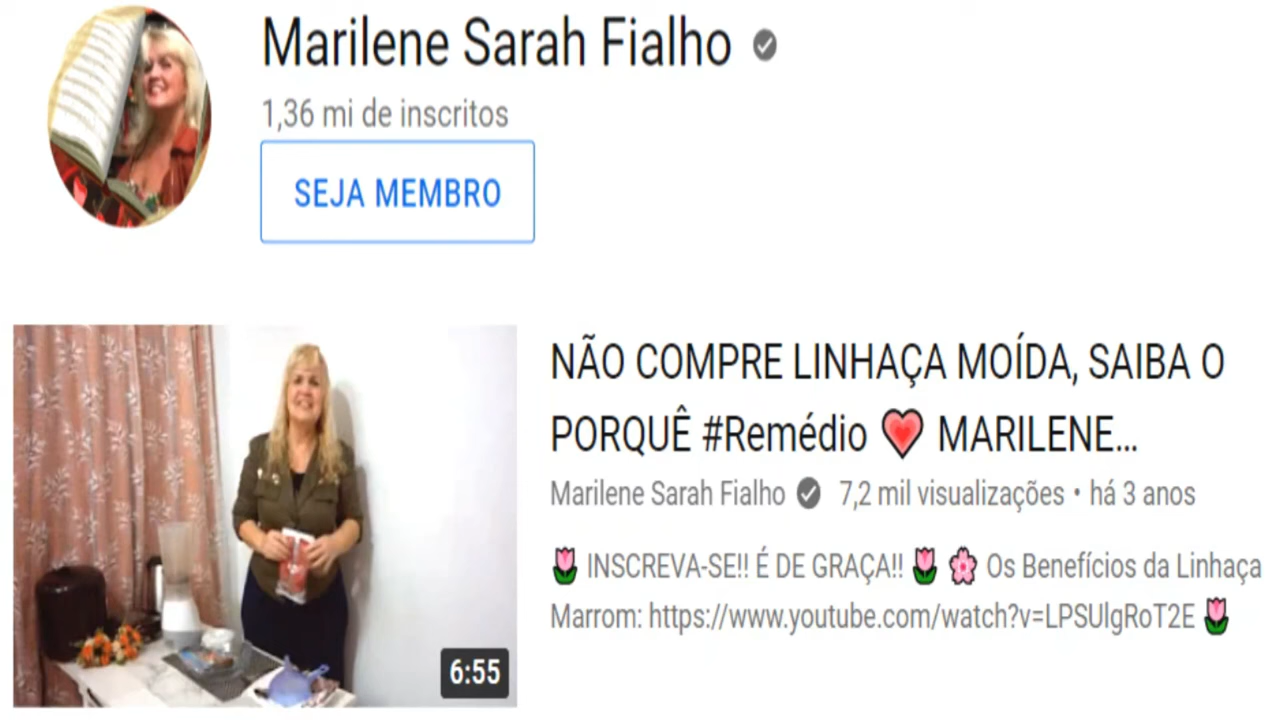 Marilene Sarah Fialho
1,36 mi de inscritos
SEJA MEMBRO
NÃO COMPRE LINHAÇA MOÍDA, SAIBA O
PORQUÊ #Remédio ❤️ MARILENE...
Marilene Sarah Fialho 7,2 mil visualizações • há 3 anos
🌷 INSCREVA-SE!! É DE GRAÇA!! 🌷 🌸 Os Benefícios da Linhaça
Marrom: https://www.youtube.com/watch?v=LPSUlgRoT2E 🌷
6:55